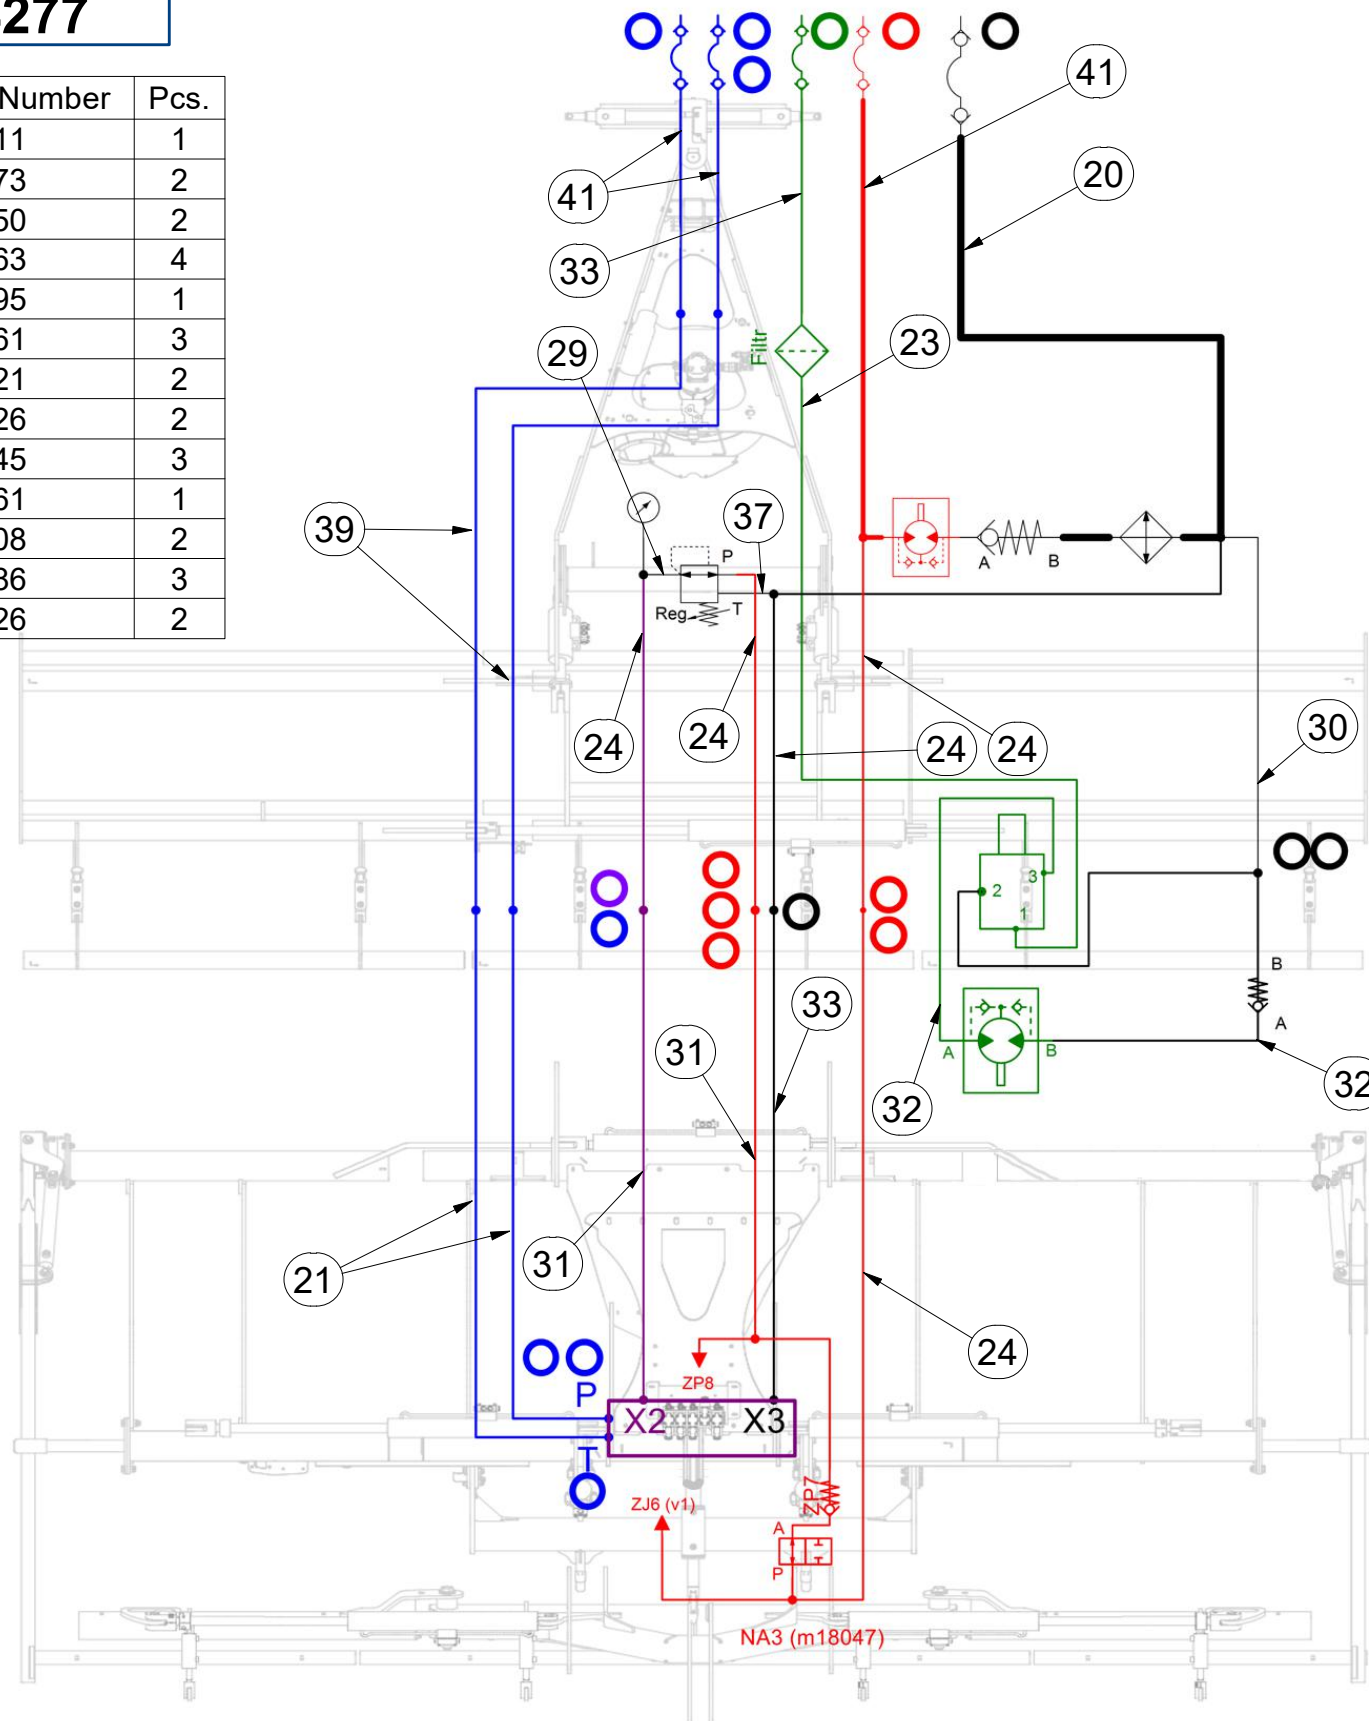 277
Number Pcs.
11 1
73 2
50 2
63 4
95 1
61 3
21 2
26 2
45 3
61 1
08 2
36 3
26 2
41
41
20
33
Filtr
23
29
39
37
P
Reg
T
A
B
24
24
24
24
30
2
3
1
B
A
33
31
32
A
B
32
31
21
24
P
ZP8
X2
X3
T
ZJ6 (v1)
ZP7
A
P
NA3 (m18047)